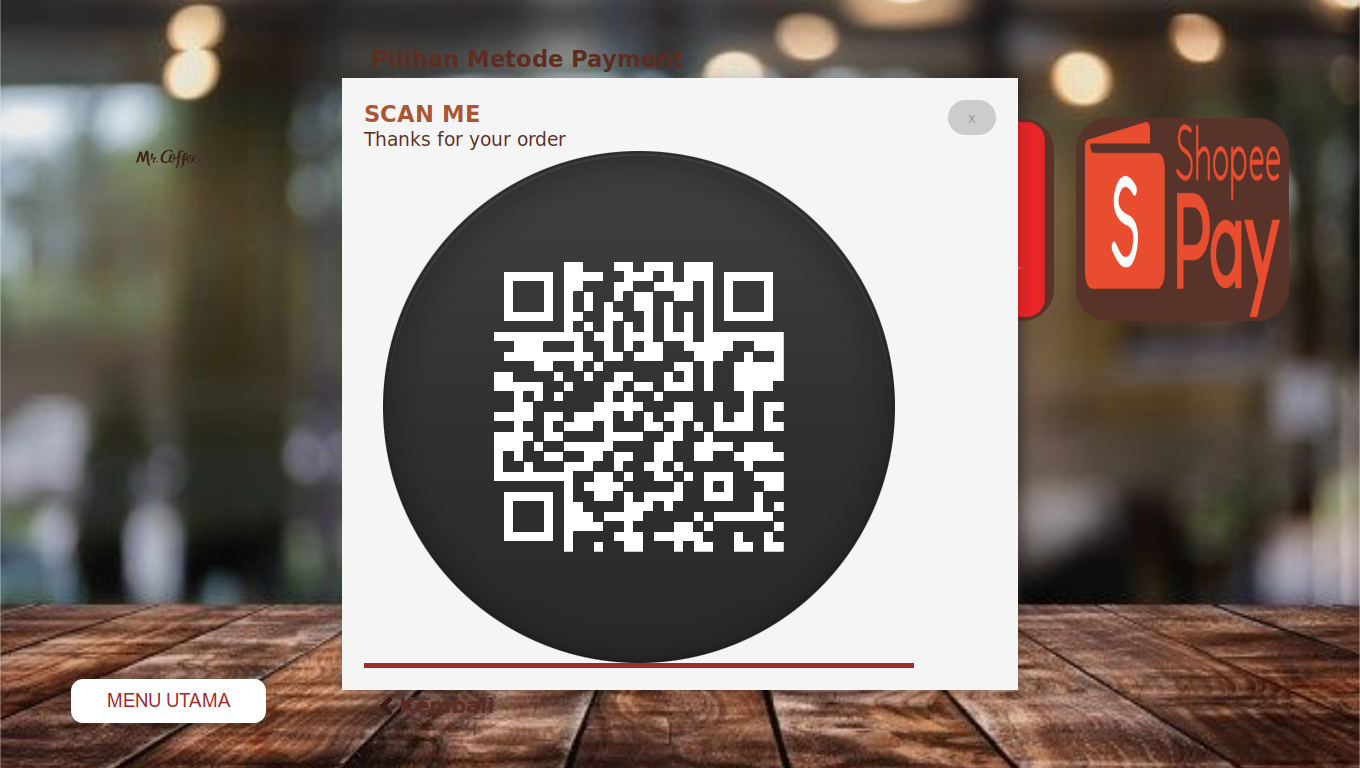 Pilihan Metode Payment
SCAN ME
x
Thanks for your order
Mr. Coffee
Shopee
Pay
MENU UTAMA
Kembali